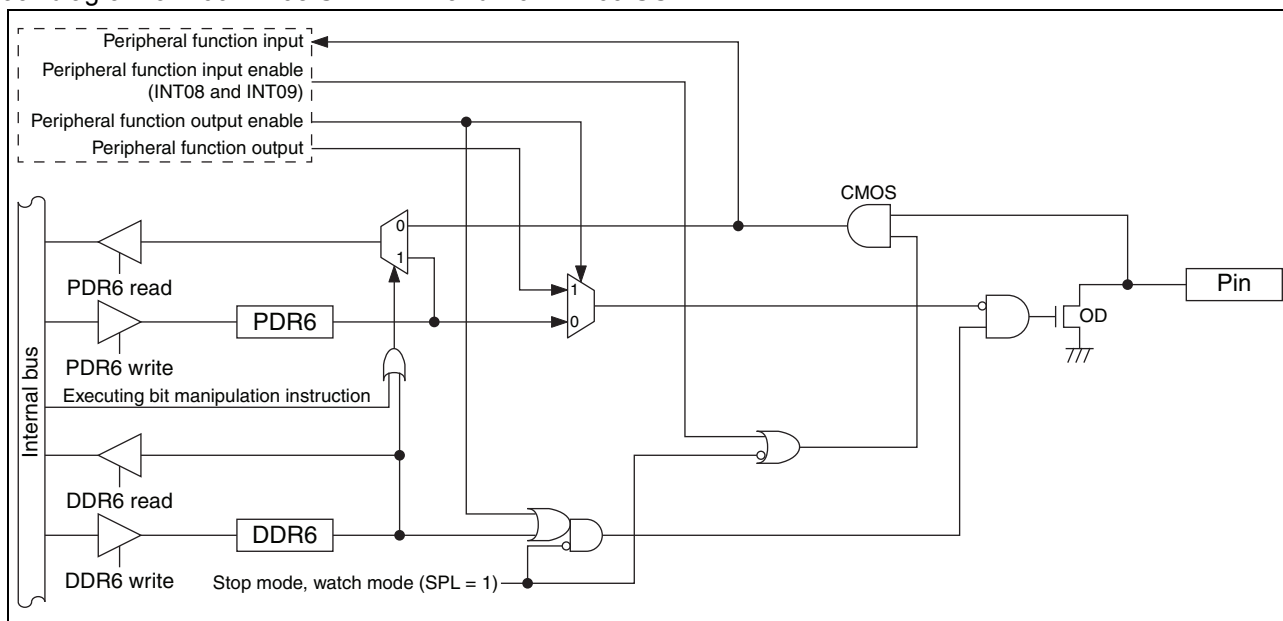 Peripheral function input
Peripheral function input enable
(INT08 and INT09)
Peripheral function output enable
Peripheral function output
CMOS
0
1
PDR6 read
1
0
Pin
OD
PDR6
PDR6 write
Executing bit manipulation instruction
Internal bus
DDR6 read
DDR6
DDR6 write
Stop mode, watch mode (SPL = 1)